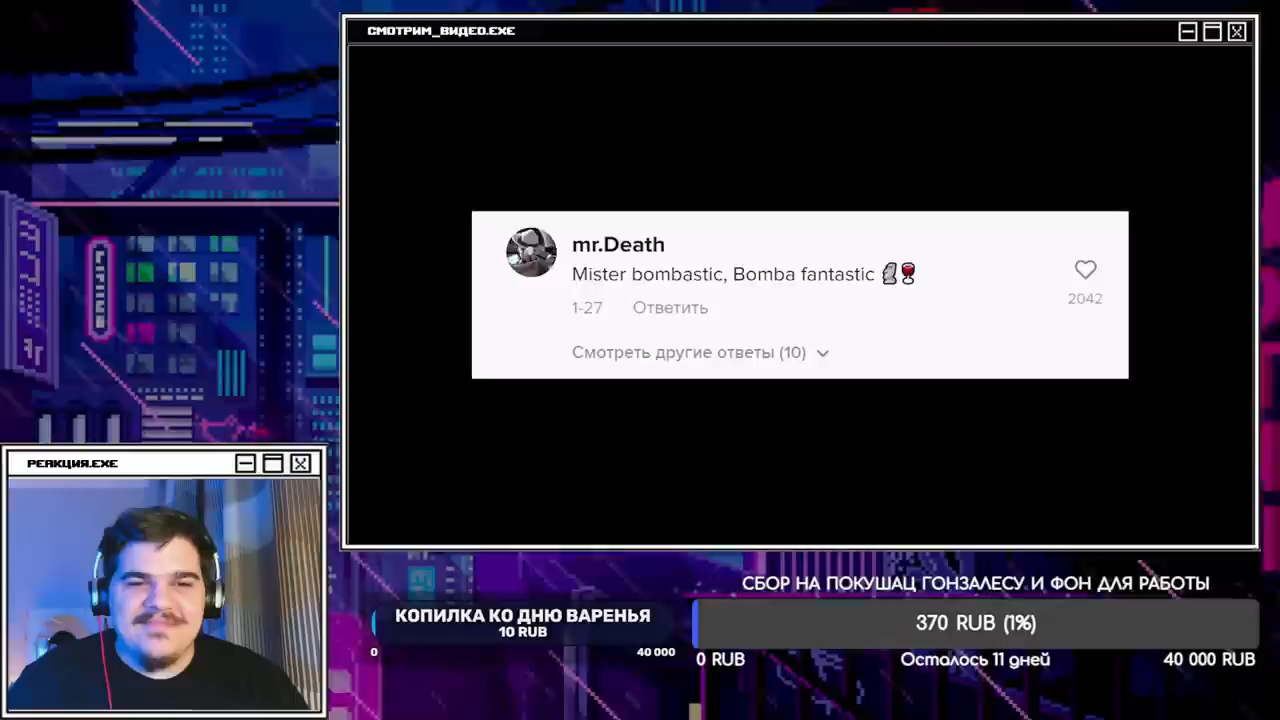 СМОТРИМ_ВИДЕО.EXE
mr.Death
Mister bombastic, Bomba fantastic 🗿🍷
1-27 Ответить
2042
Смотреть другие ответы (10)
РЕАКЦИЯ.EXE
СБОР НА ПОКУШАЦ ГОНЗАЛЕСУ И ФОН ДЛЯ РАБОТЫ
КОПИЛКА КО ДНЮ ВАРЕНЬЯ
10 RUB
0 40 000
370 RUB (1%)
0 RUB Осталось 11 дней 40 000 RUB